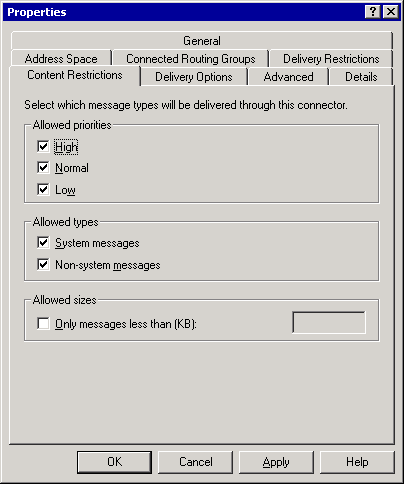 Properties
General
Address Space Connected Routing Groups Delivery Restrictions
Content Restrictions Delivery Options Advanced Details
Select which message types will be delivered through this connector.
Allowed priorities
High
Normal
Low
Allowed types
System messages
Non-system messages
Allowed sizes
Only messages less than (KB):
OK Cancel Apply Help